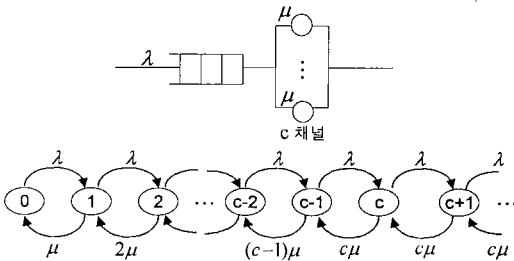 μ
λ
⋮
μ
c 채널
λ λ λ λ λ λ
0 1 2 ⋯ c-2 c-1 c c+1 ⋯
μ 2μ (c−1)μ cμ cμ cμ